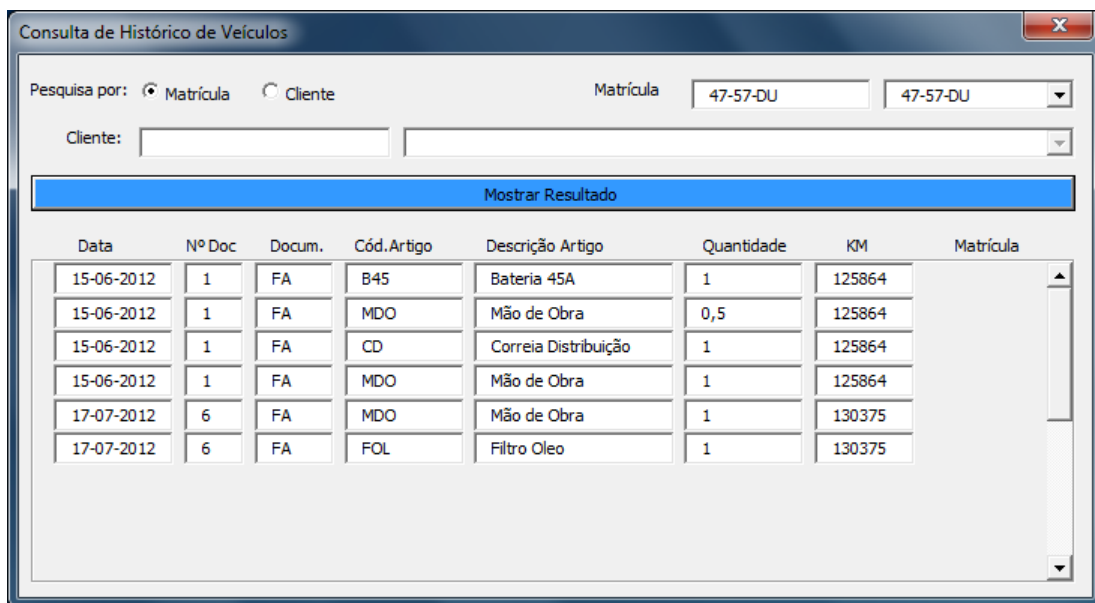 Consulta de Histórico de Veículos
Pesquisa por: Matrícula Cliente Matrícula 47-57-DU 47-57-DU
Cliente:
Mostrar Resultado
Data Nº Doc Docum. Cód.Artigo Descrição Artigo Quantidade KM Matrícula
15-06-2012 1 FA B45 Bateria 45A 1 125864
15-06-2012 1 FA MDO Mão de Obra 0,5 125864
15-06-2012 1 FA CD Correia Distribuição 1 125864
15-06-2012 1 FA MDO Mão de Obra 1 125864
17-07-2012 6 FA MDO Mão de Obra 1 130375
17-07-2012 6 FA FOL Filtro Oleo 1 130375